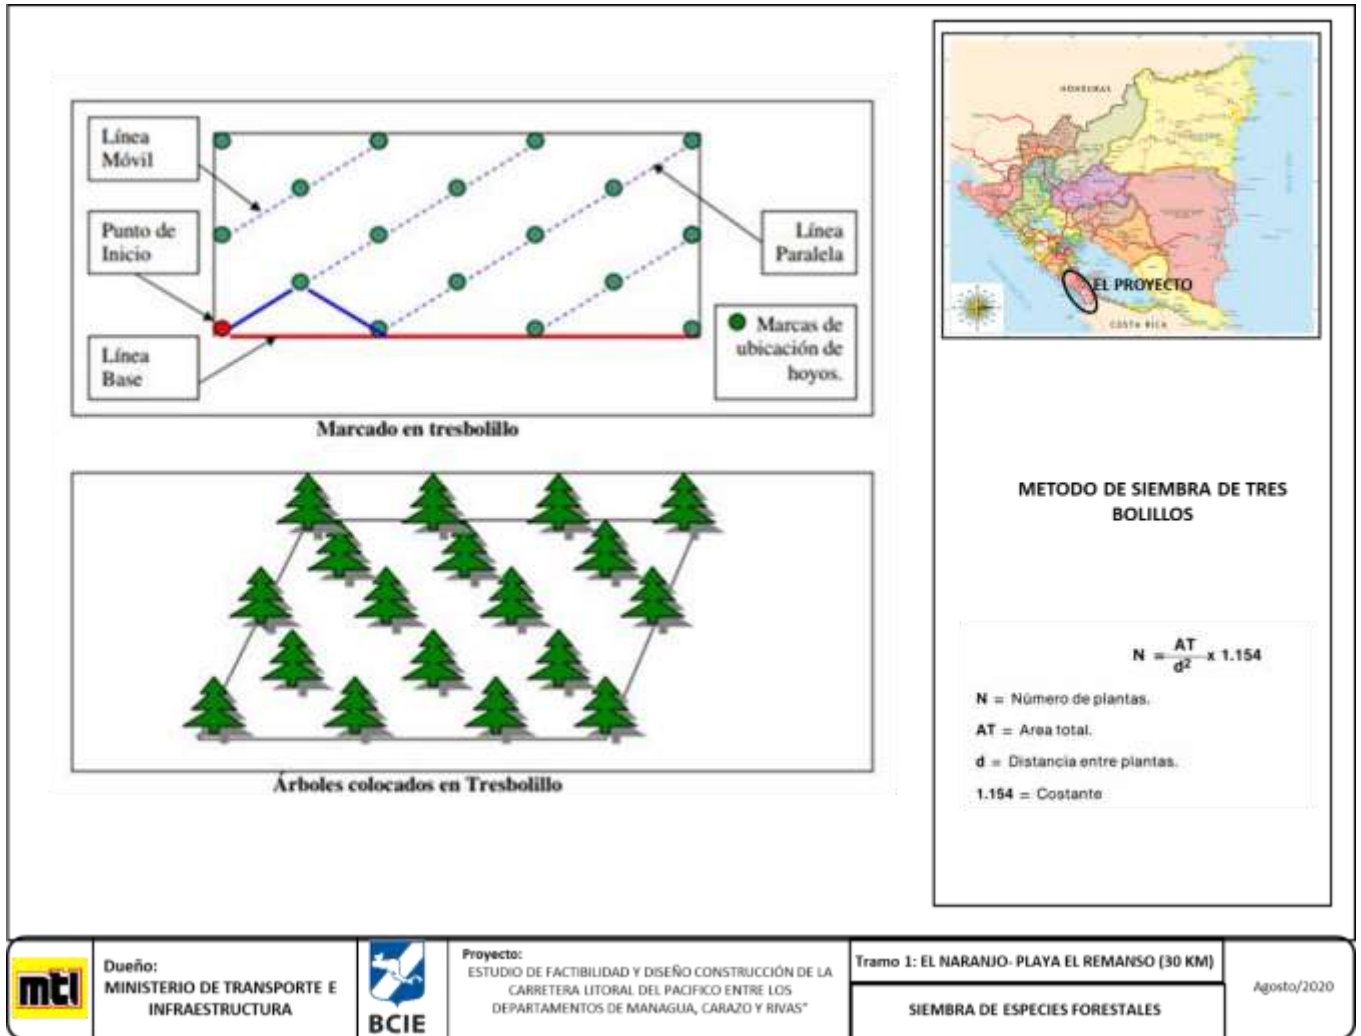 Línea
Móvil
Punto de
Inicio
Línea
Base
Línea
Paralela
Marcas de
ubicación de
hoyos.
Marcado en tresbolillo
Árboles colocados en Tresbolillo
HONDURAS
EL PROYECTO
COSTA RICA
METODO DE SIEMBRA DE TRES
BOLILLOS
N = AT/d² x 1.154
N = Número de plantas.
AT = Area total.
d = Distancia entre plantas.
1.154 = Costante
mti
Dueño:
MINISTERIO DE TRANSPORTE E
INFRAESTRUCTURA
BCIE
Proyecto:
ESTUDIO DE FACTIBILIDAD Y DISEÑO CONSTRUCCIÓN DE LA
CARRETERA LITORAL DEL PACIFICO ENTRE LOS
DEPARTAMENTOS DE MANAGUA, CARAZO Y RIVAS"
Tramo 1: EL NARANJO- PLAYA EL REMANSO (30 KM)
SIEMBRA DE ESPECIES FORESTALES
Agosto/2020